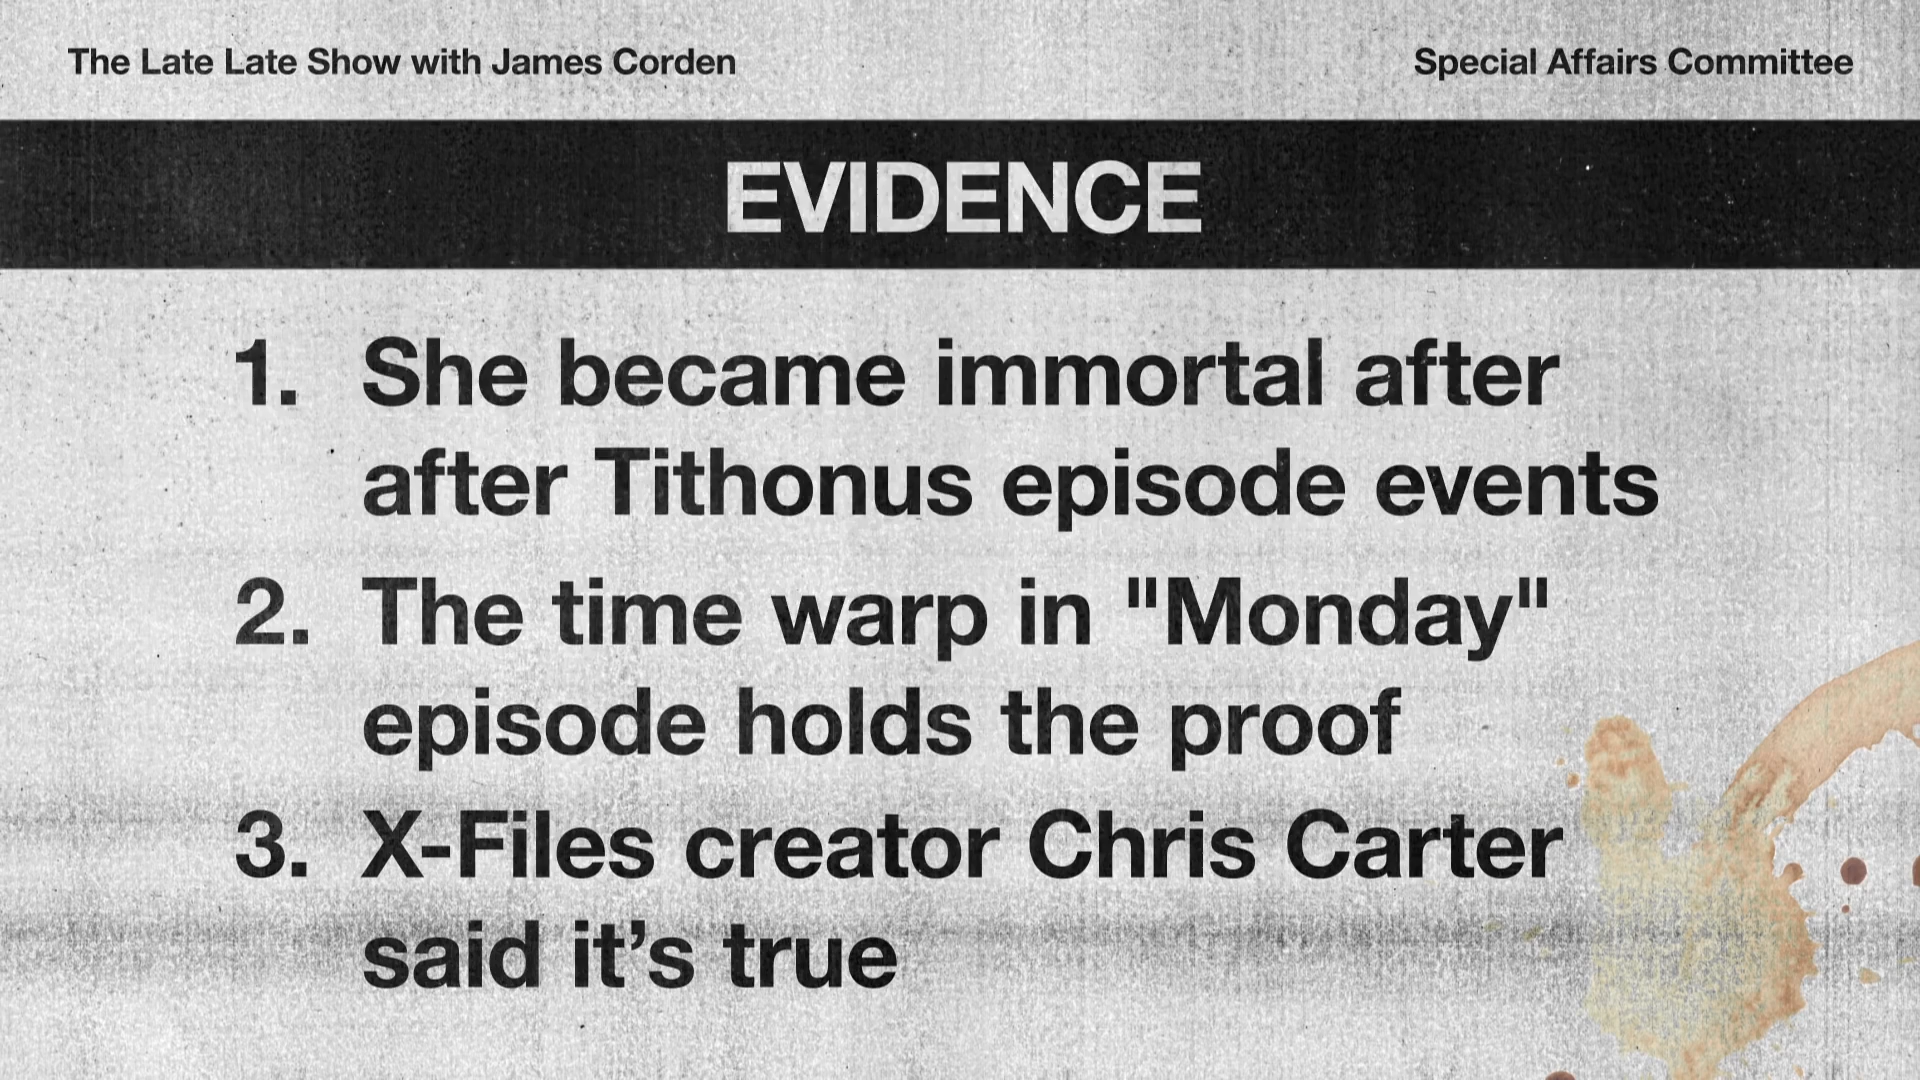 The Late Late Show with James Corden
Special Affairs Committee
EVIDENCE
1. She became immortal after
after Tithonus episode events
2. The time warp in "Monday"
episode holds the proof
3. X-Files creator Chris Carter
said it’s true